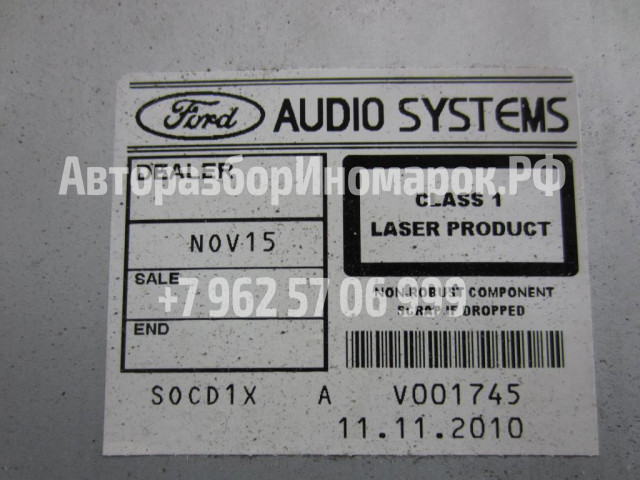 Ford AUDIO SYSTEMS
DEALER
АвторазборИномарок.РФ
CLASS 1
LASER PRODUCT
NOV15
SALE
+7 962 57 06 999
NON-ROBUST COMPONENT
SCRAP IF DROPPED
END
SOCD1X A V001745
11.11.2010